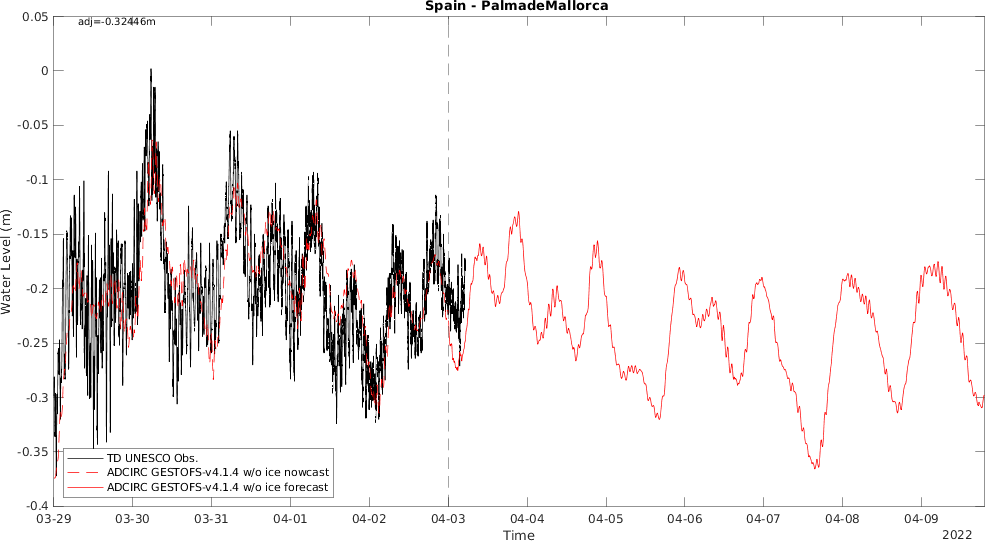 Spain - PalmadeMallorca
adj=-0.32446m
0.05
0
-0.05
-0.1
-0.15
-0.2
-0.25
-0.3
-0.35
-0.4
Water Level (m)
TD UNESCO Obs.
ADCIRC GESTOFS-v4.1.4 w/o ice nowcast
ADCIRC GESTOFS-v4.1.4 w/o ice forecast
03-29 03-30 03-31 04-01 04-02 04-03 04-04 04-05 04-06 04-07 04-08 04-09
Time
2022